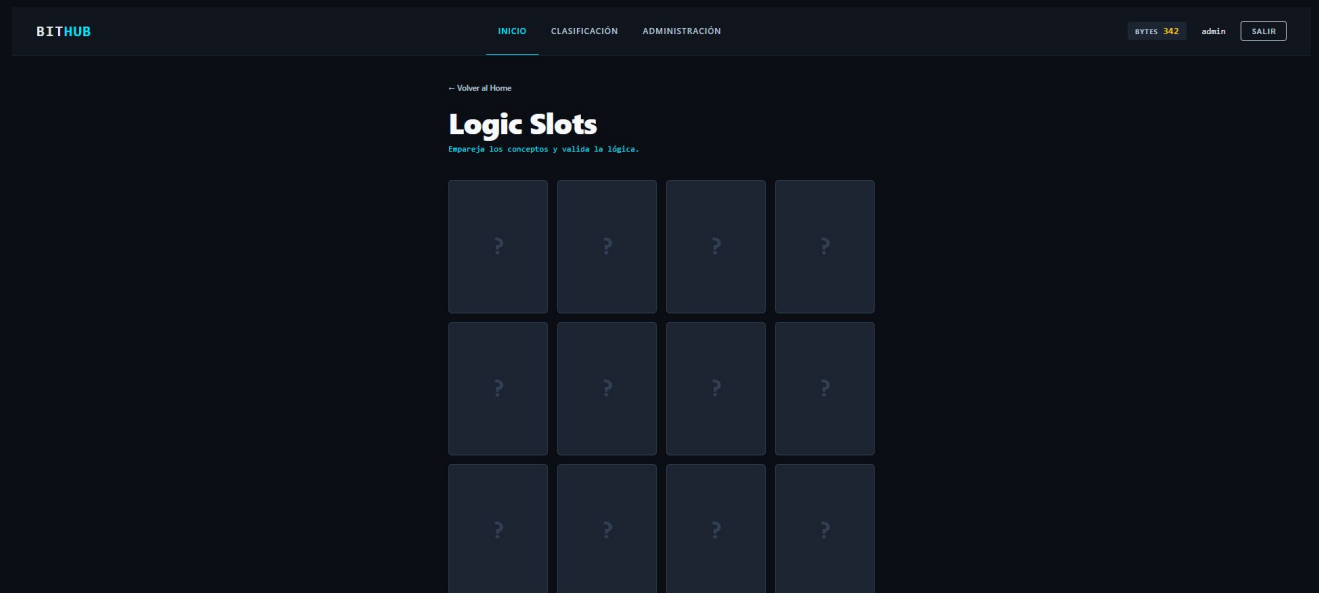 BITHUB
INICIO CLASIFICACIÓN ADMINISTRACIÓN
BYTES 342 admin SALIR
← Volver al Home
Logic Slots
Empareja los conceptos y valida la lógica.
? ? ? ?
? ? ? ?
? ? ? ?